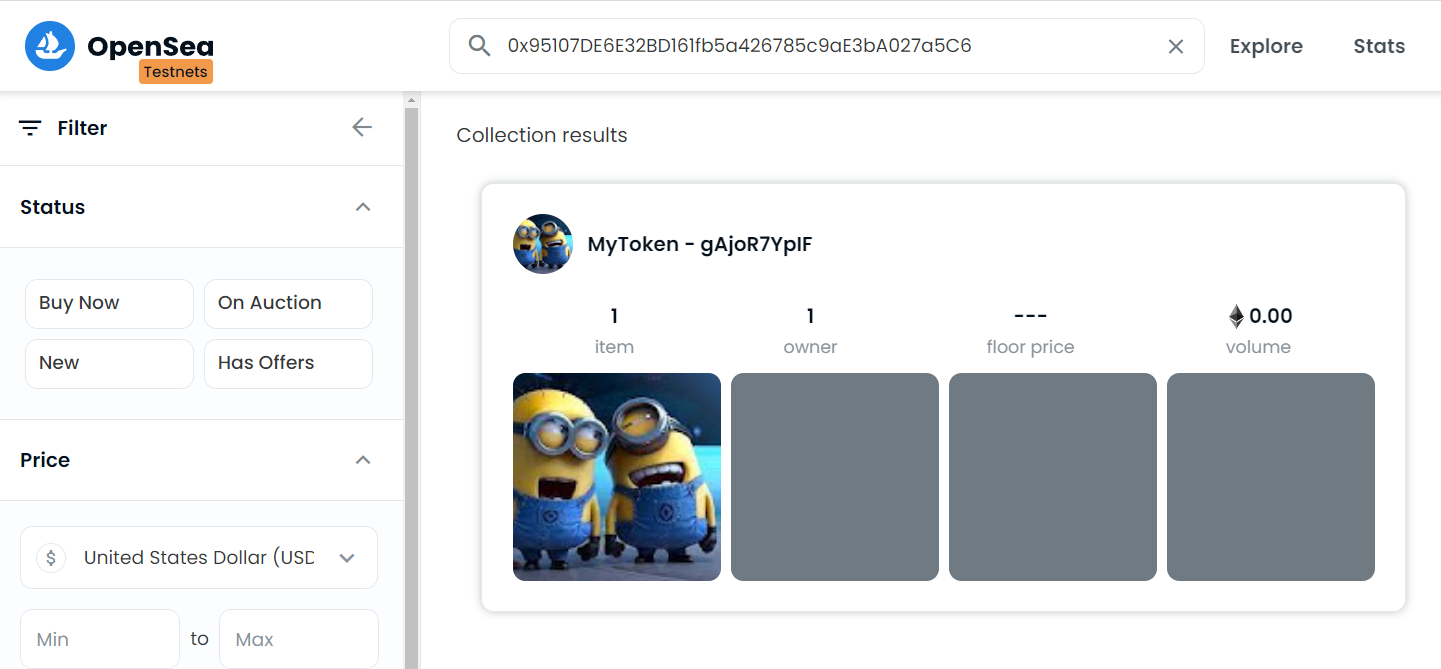 OpenSea
Testnets
0x95107DE6E32BD161fb5a426785c9aE3bA027a5C6
Explore
Stats
Filter
Status
Buy Now
On Auction
New
Has Offers
Price
$ United States Dollar (USD
Min to Max
Collection results
MyToken - gAjoR7YpIF
1
item
1
owner
---
floor price
0.00
volume